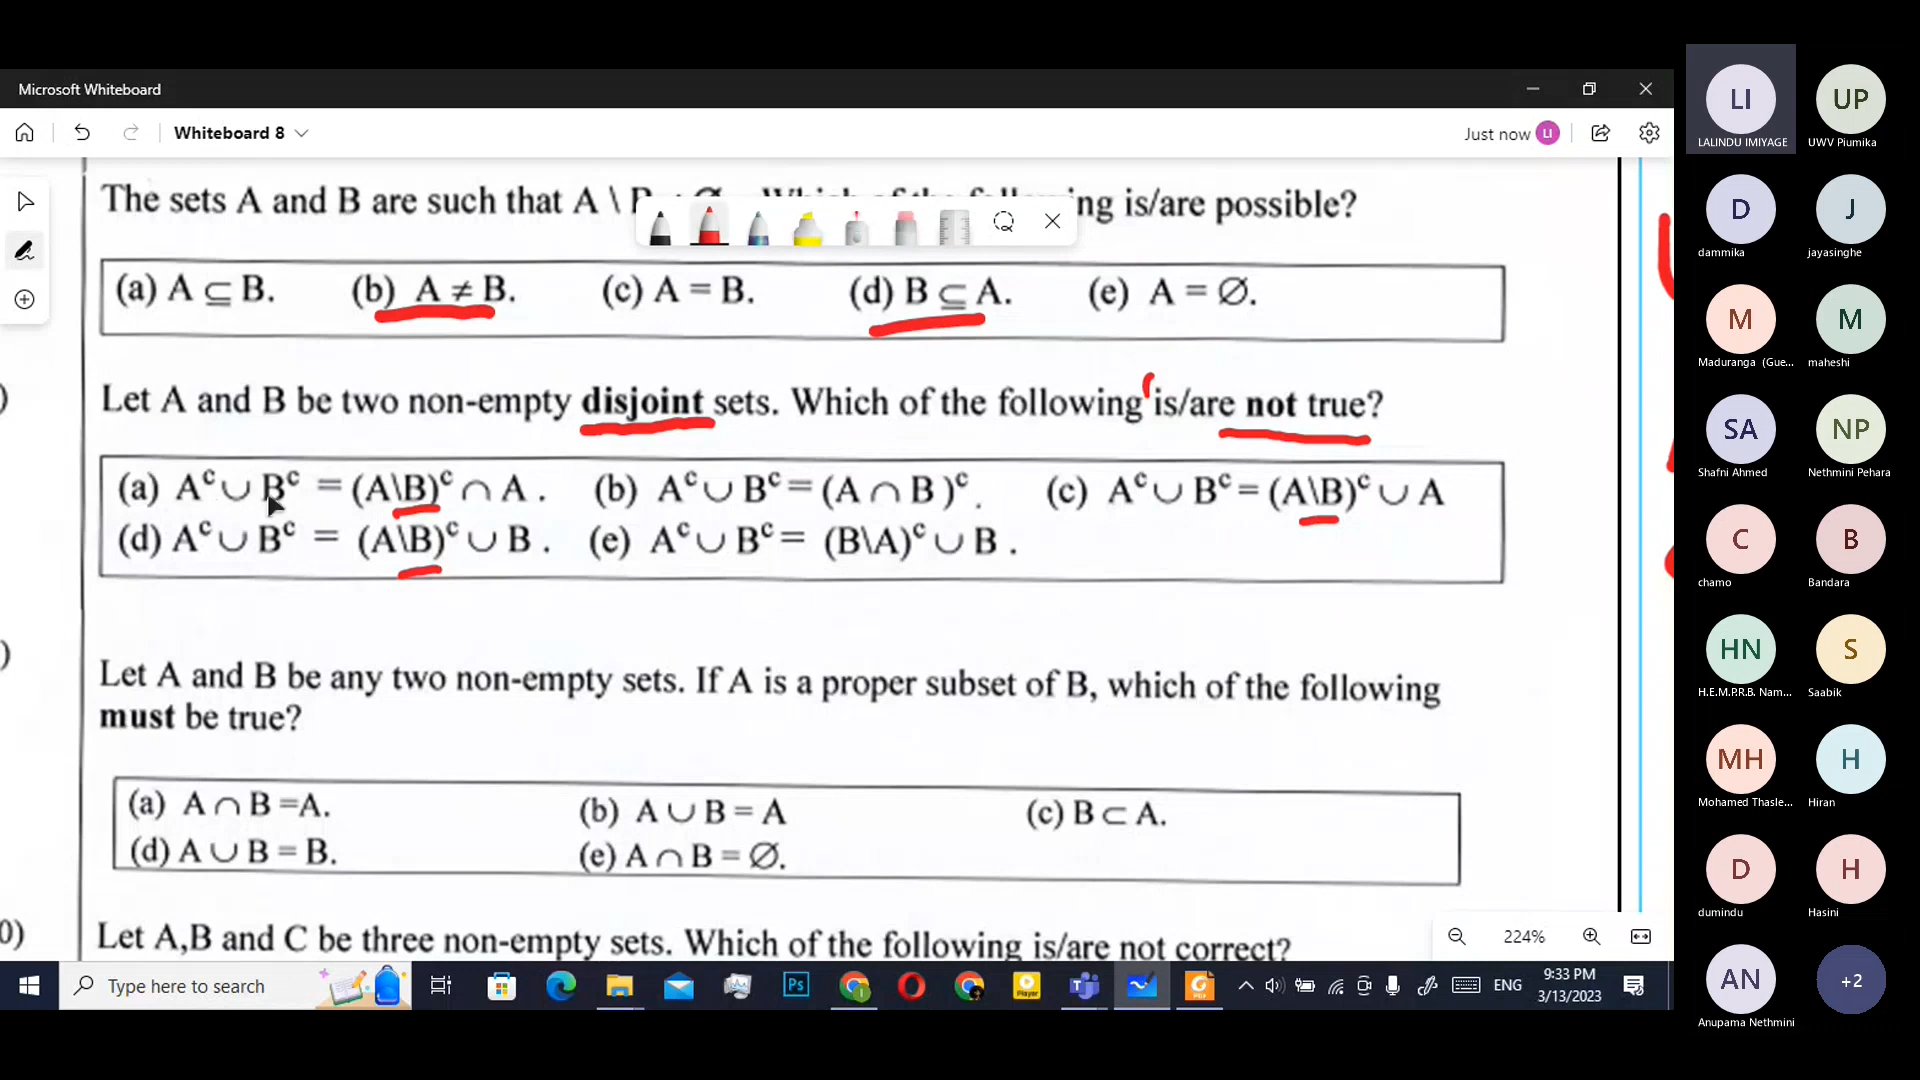 Microsoft Whiteboard
Whiteboard 8
Just now LI
The sets A and B are such that A \ ing is/are possible?
(a) A ⊆ B. (b) A ≠ B. (c) A = B. (d) B ⊆ A. (e) A = Ø.
)
Let A and B be two non-empty disjoint sets. Which of the following is/are not true?
(a) Aᶜ ∪ Bᶜ = (A\B)ᶜ ∩ A . (b) Aᶜ ∪ Bᶜ = (A ∩ B )ᶜ . (c) Aᶜ ∪ Bᶜ = (A\B)ᶜ ∪ A
(d) Aᶜ ∪ Bᶜ = (A\B)ᶜ ∪ B . (e) Aᶜ ∪ Bᶜ = (B\A)ᶜ ∪ B .
)
Let A and B be any two non-empty sets. If A is a proper subset of B, which of the following
must be true?
(a) A ∩ B =A. (b) A ∪ B = A (c) B ⊂ A.
(d) A ∪ B = B. (e) A ∩ B = Ø.
0) Let A,B and C be three non-empty sets. Which of the following is/are not correct?
224%
Type here to search
Ps
Player
ENG
9:33 PM
3/13/2023
LI UP
LALINDU IMIYAGE UWV Piumika
D J
dammika jayasinghe
M M
Maduranga (Gue... maheshi
SA NP
Shafni Ahmed Nethmini Pehara
C B
chamo Bandara
HN S
H.E.M.P.R.B. Nam... Saabik
MH H
Mohamed Thasle... Hiran
D H
dumindu Hasini
AN +2
Anupama Nethmini